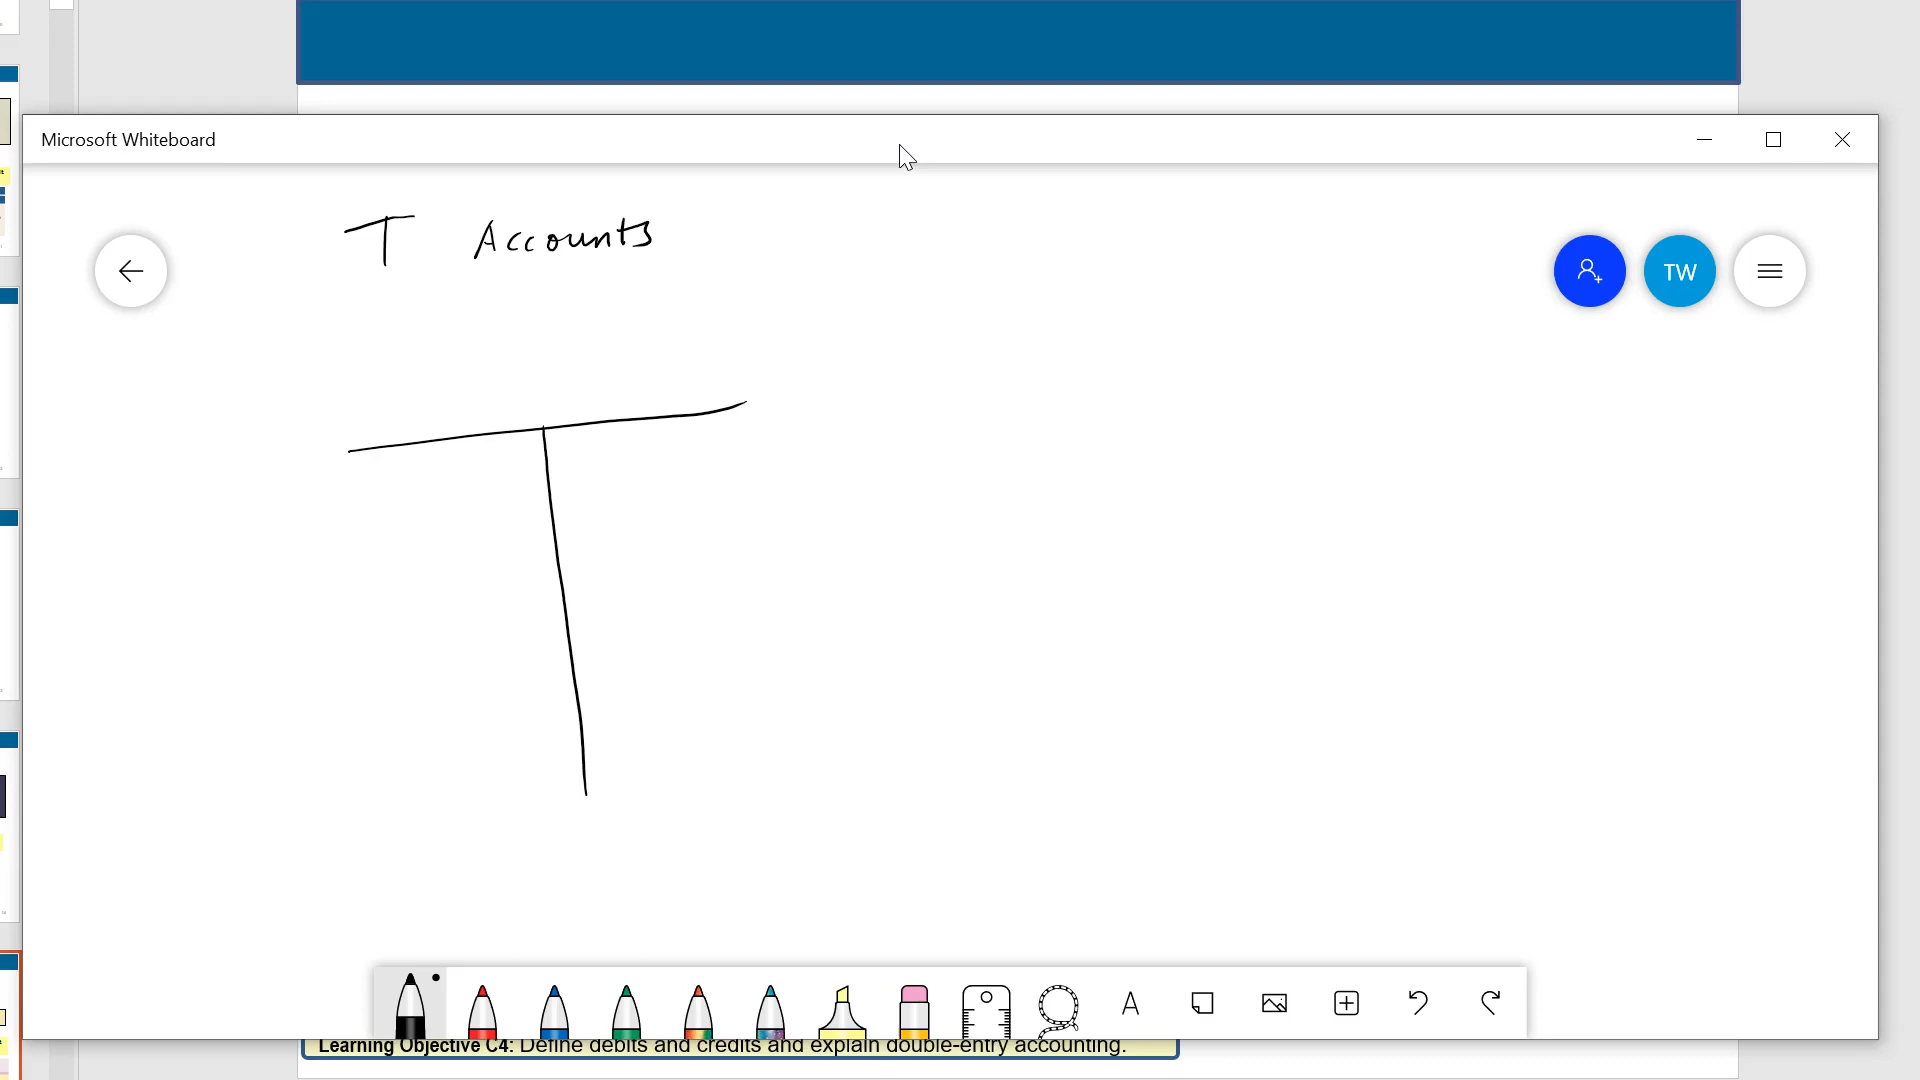 Microsoft Whiteboard
T Accounts
TW
Learning Objective C4: Define debits and credits and explain double-entry accounting.